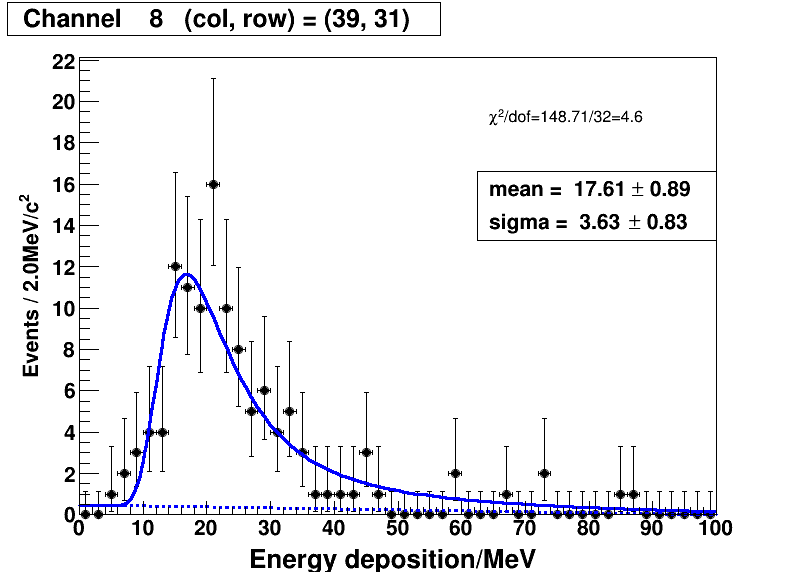 Channel 8 (col, row) = (39, 31)
χ²/dof=148.71/32=4.6
mean = 17.61 ± 0.89
sigma = 3.63 ± 0.83
Events / 2.0MeV/c²
22
20
18
16
14
12
10
8
6
4
2
0
0 10 20 30 40 50 60 70 80 90 100
Energy deposition/MeV